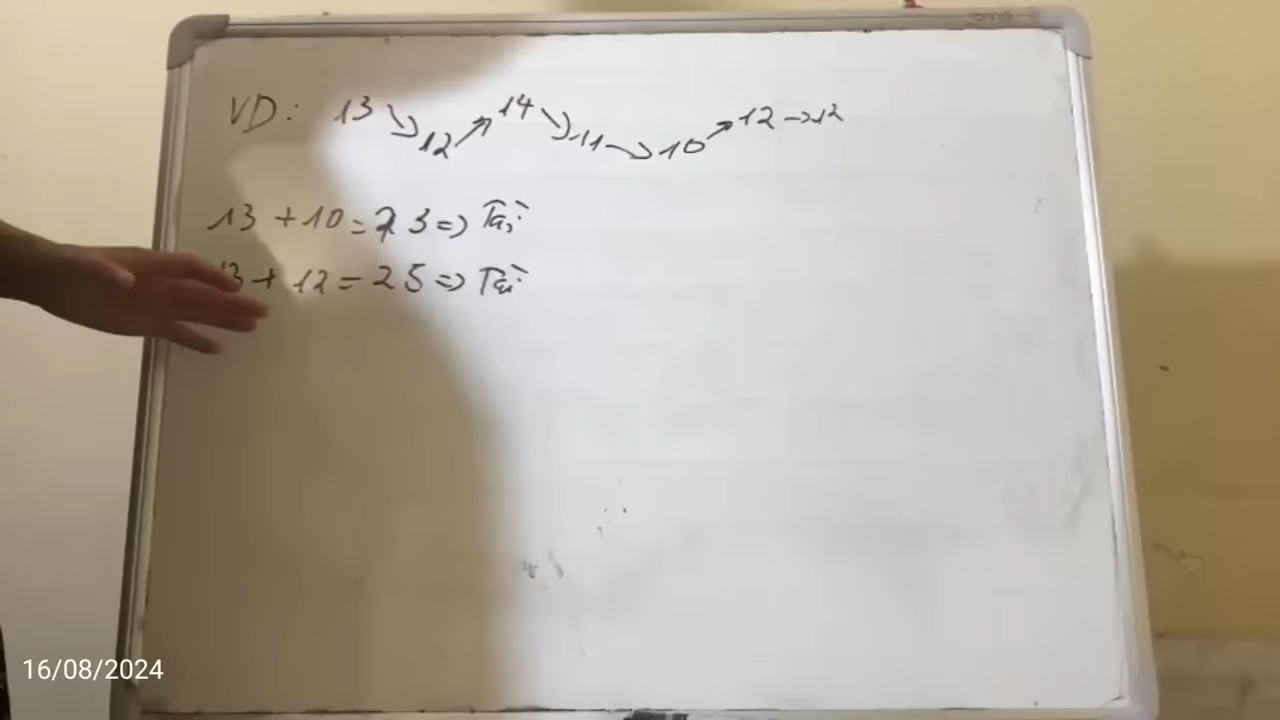 VD: 13 ↘ 12 ↗ 14 ↘ 11 → 10 ↗ 12 → 12
13 + 10 = 23 => Tài
13 + 12 = 25 => Tài
16/08/2024